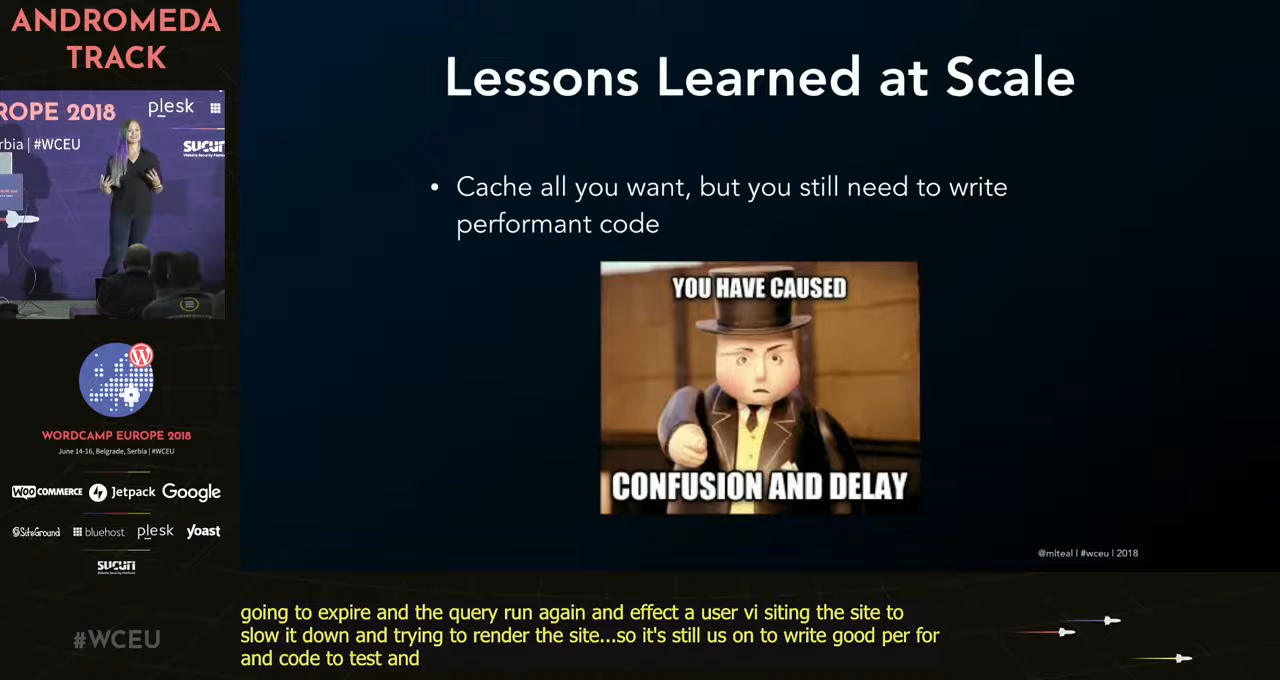 ANDROMEDA
TRACK
ROPE 2018
plesk
rbia | #WCEU
sucuri
Lessons Learned at Scale
• Cache all you want, but you still need to write
performant code
YOU HAVE CAUSED
CONFUSION AND DELAY
@mlteal | #wceu | 2018
W
WORDCAMP EUROPE 2018
June 14-16, Belgrade, Serbia | #WCEU
WOO COMMERCE Jetpack Google
SiteGround bluehost plesk yoast
sucuri
#WCEU
going to expire and the query run again and effect a user vi siting the site to
slow it down and trying to render the site...so it's still us on to write good per for
and code to test and